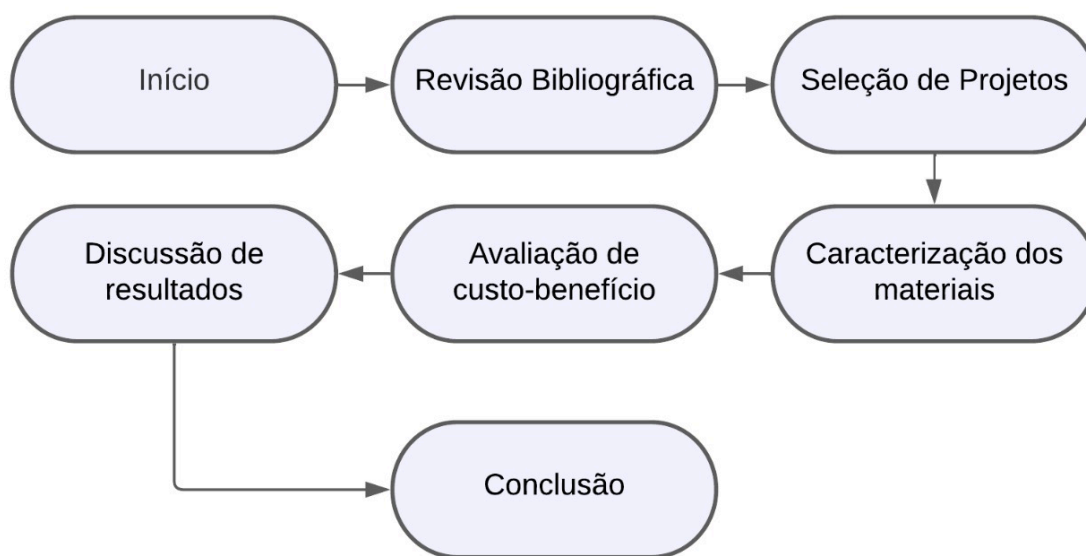 Início
Revisão Bibliográfica
Seleção de Projetos
Caracterização dos
materiais
Avaliação de
custo-benefício
Discussão de
resultados
Conclusão